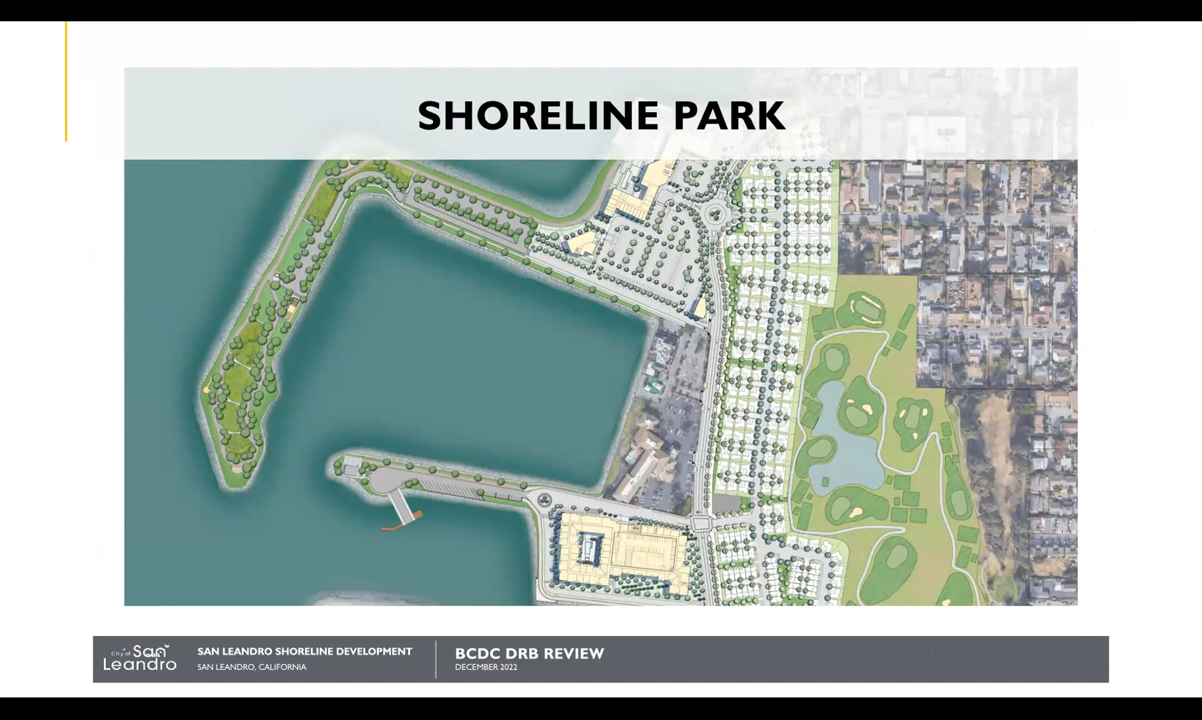 SHORELINE PARK
City of San
Leandro
SAN LEANDRO SHORELINE DEVELOPMENT
SAN LEANDRO, CALIFORNIA
BCDC DRB REVIEW
DECEMBER 2022